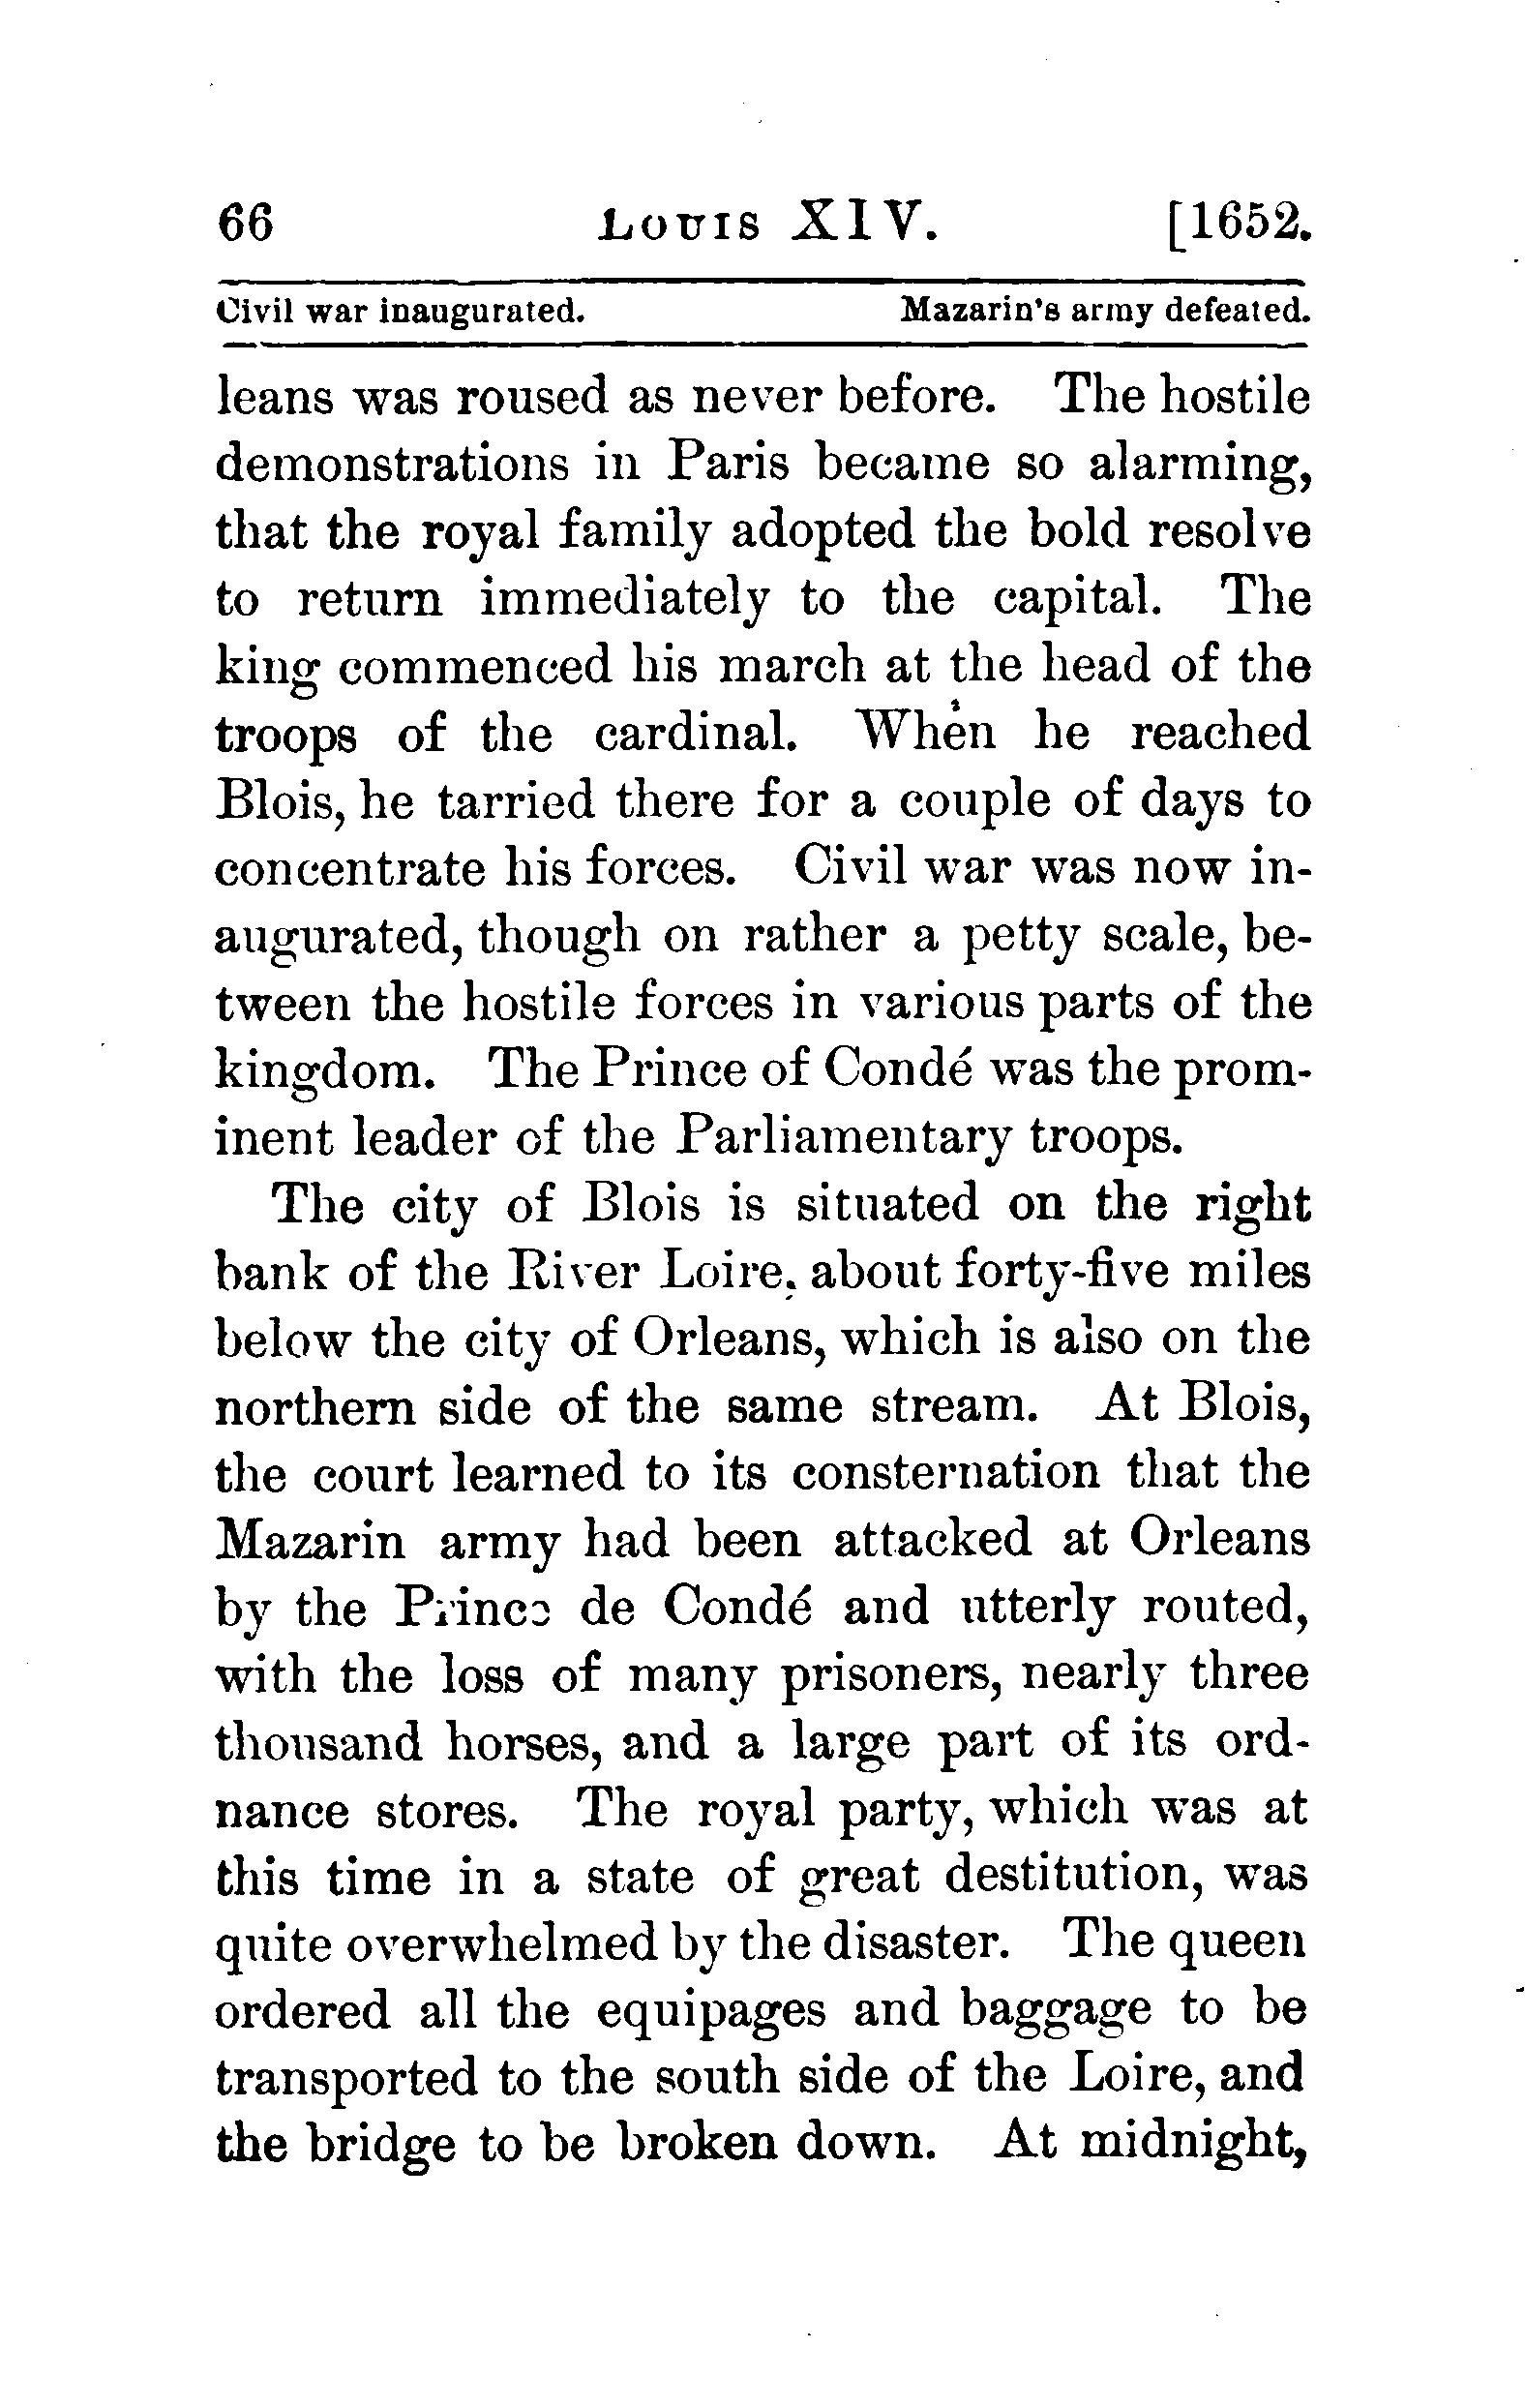 66 Louis XIV. [1652.
Civil war inaugurated. Mazarin's army defeated.
leans was roused as never before. The hostile
demonstrations in Paris became so alarming,
that the royal family adopted the bold resolve
to return immediately to the capital. The
king commenced his march at the head of the
troops of the cardinal. When he reached
Blois, he tarried there for a couple of days to
concentrate his forces. Civil war was now in-
augurated, though on rather a petty scale, be-
tween the hostile forces in various parts of the
kingdom. The Prince of Condé was the prom-
inent leader of the Parliamentary troops.
The city of Blois is situated on the right
bank of the River Loire, about forty-five miles
below the city of Orleans, which is also on the
northern side of the same stream. At Blois,
the court learned to its consternation that the
Mazarin army had been attacked at Orleans
by the Prince de Condé and utterly routed,
with the loss of many prisoners, nearly three
thousand horses, and a large part of its ord-
nance stores. The royal party, which was at
this time in a state of great destitution, was
quite overwhelmed by the disaster. The queen
ordered all the equipages and baggage to be
transported to the south side of the Loire, and
the bridge to be broken down. At midnight,